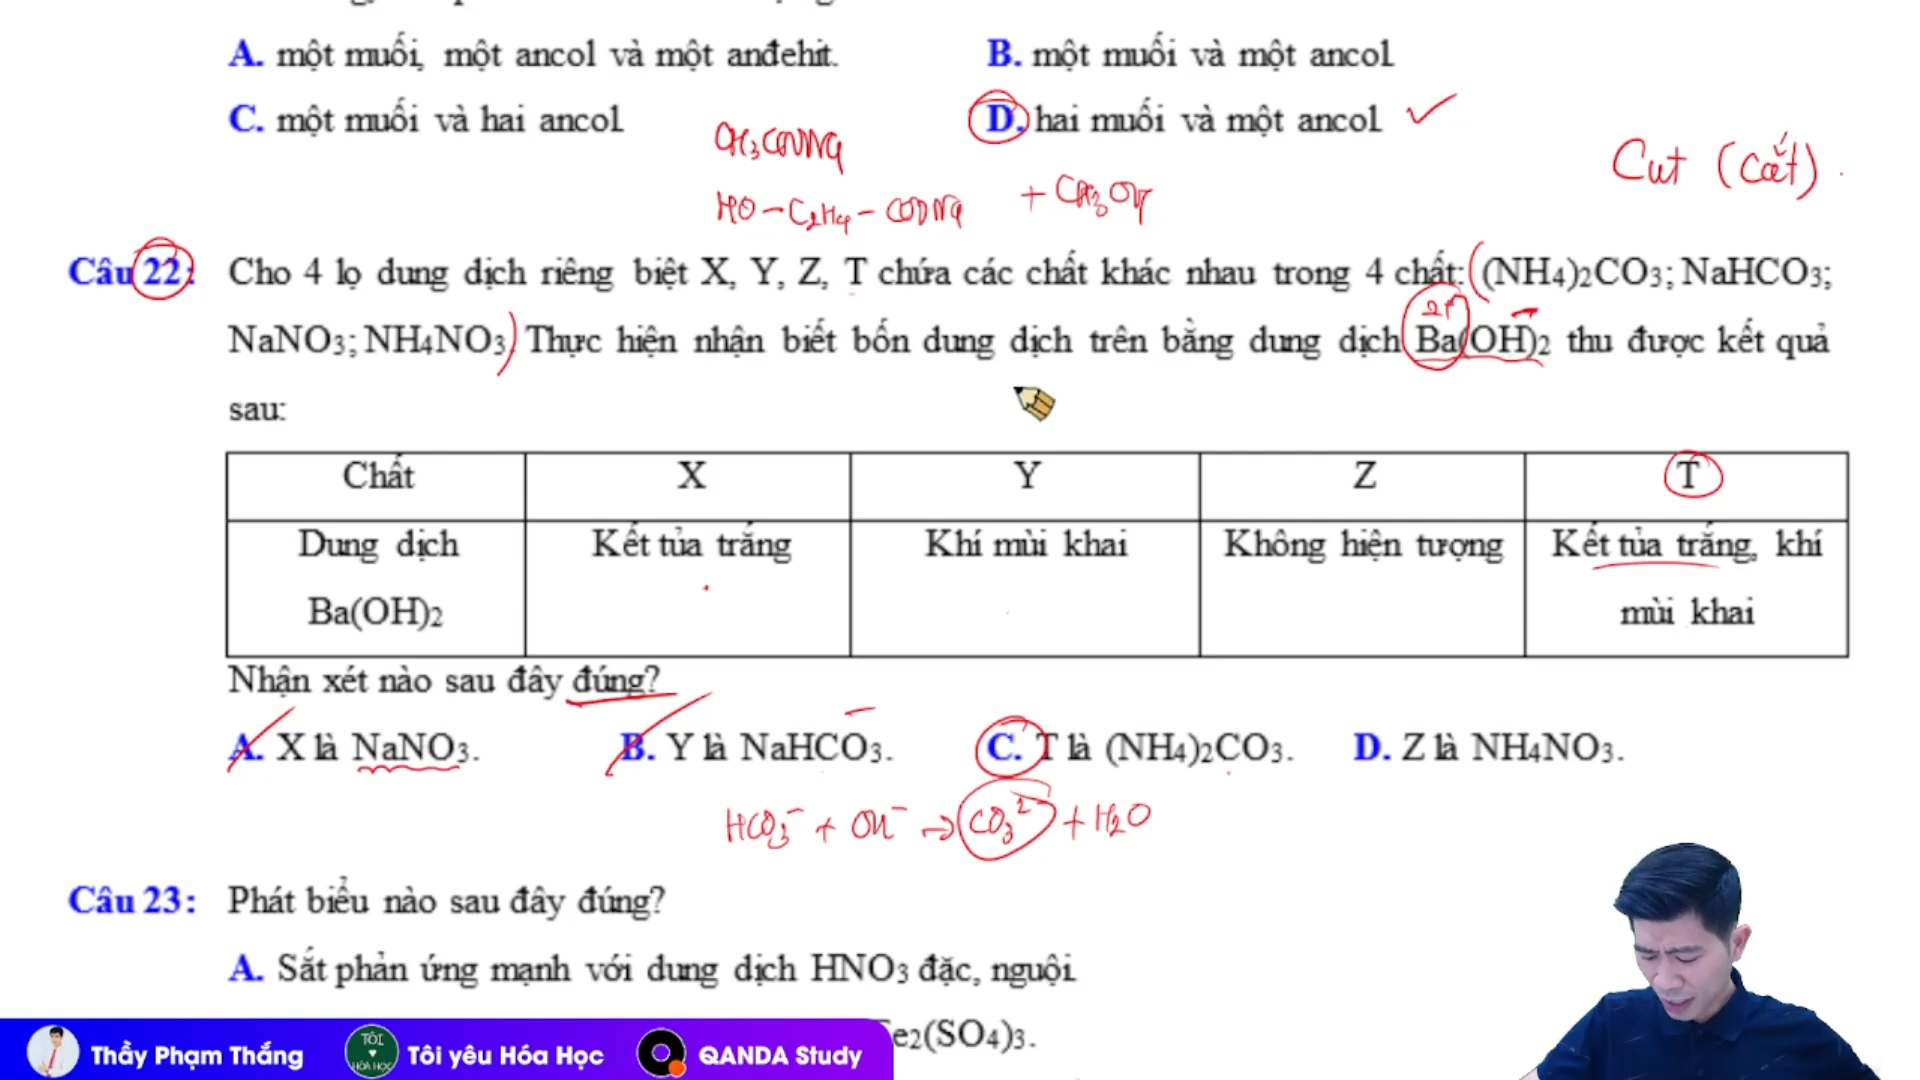 A. một muối, một ancol và một anđehit.
B. một muối và một ancol
C. một muối và hai ancol
D. hai muối và một ancol
CH3COONa
HO-C2H4-COONa
+ CH3OH
Cut (Cắt).
Câu 22: Cho 4 lọ dung dịch riêng biệt X, Y, Z, T chứa các chất khác nhau trong 4 chất: (NH4)2CO3; NaHCO3;
NaNO3; NH4NO3. Thực hiện nhận biết bốn dung dịch trên bằng dung dịch Ba(OH)2 thu được kết quả
sau:
Chất X Y Z T
Dung dịch Ba(OH)2
Kết tủa trắng
Khí mùi khai
Không hiện tượng
Kết tủa trắng, khí mùi khai
Nhận xét nào sau đây đúng?
A. X là NaNO3. B. Y là NaHCO3. C. T là (NH4)2CO3. D. Z là NH4NO3.
HCO3- + OH- → CO3 2- + H2O
Câu 23: Phát biểu nào sau đây đúng?
A. Sắt phản ứng mạnh với dung dịch HNO3 đặc, nguội
e2(SO4)3.
Thầy Phạm Thắng
TÔI ♥ HÓA HỌC
Tôi yêu Hóa Học
QANDA Study